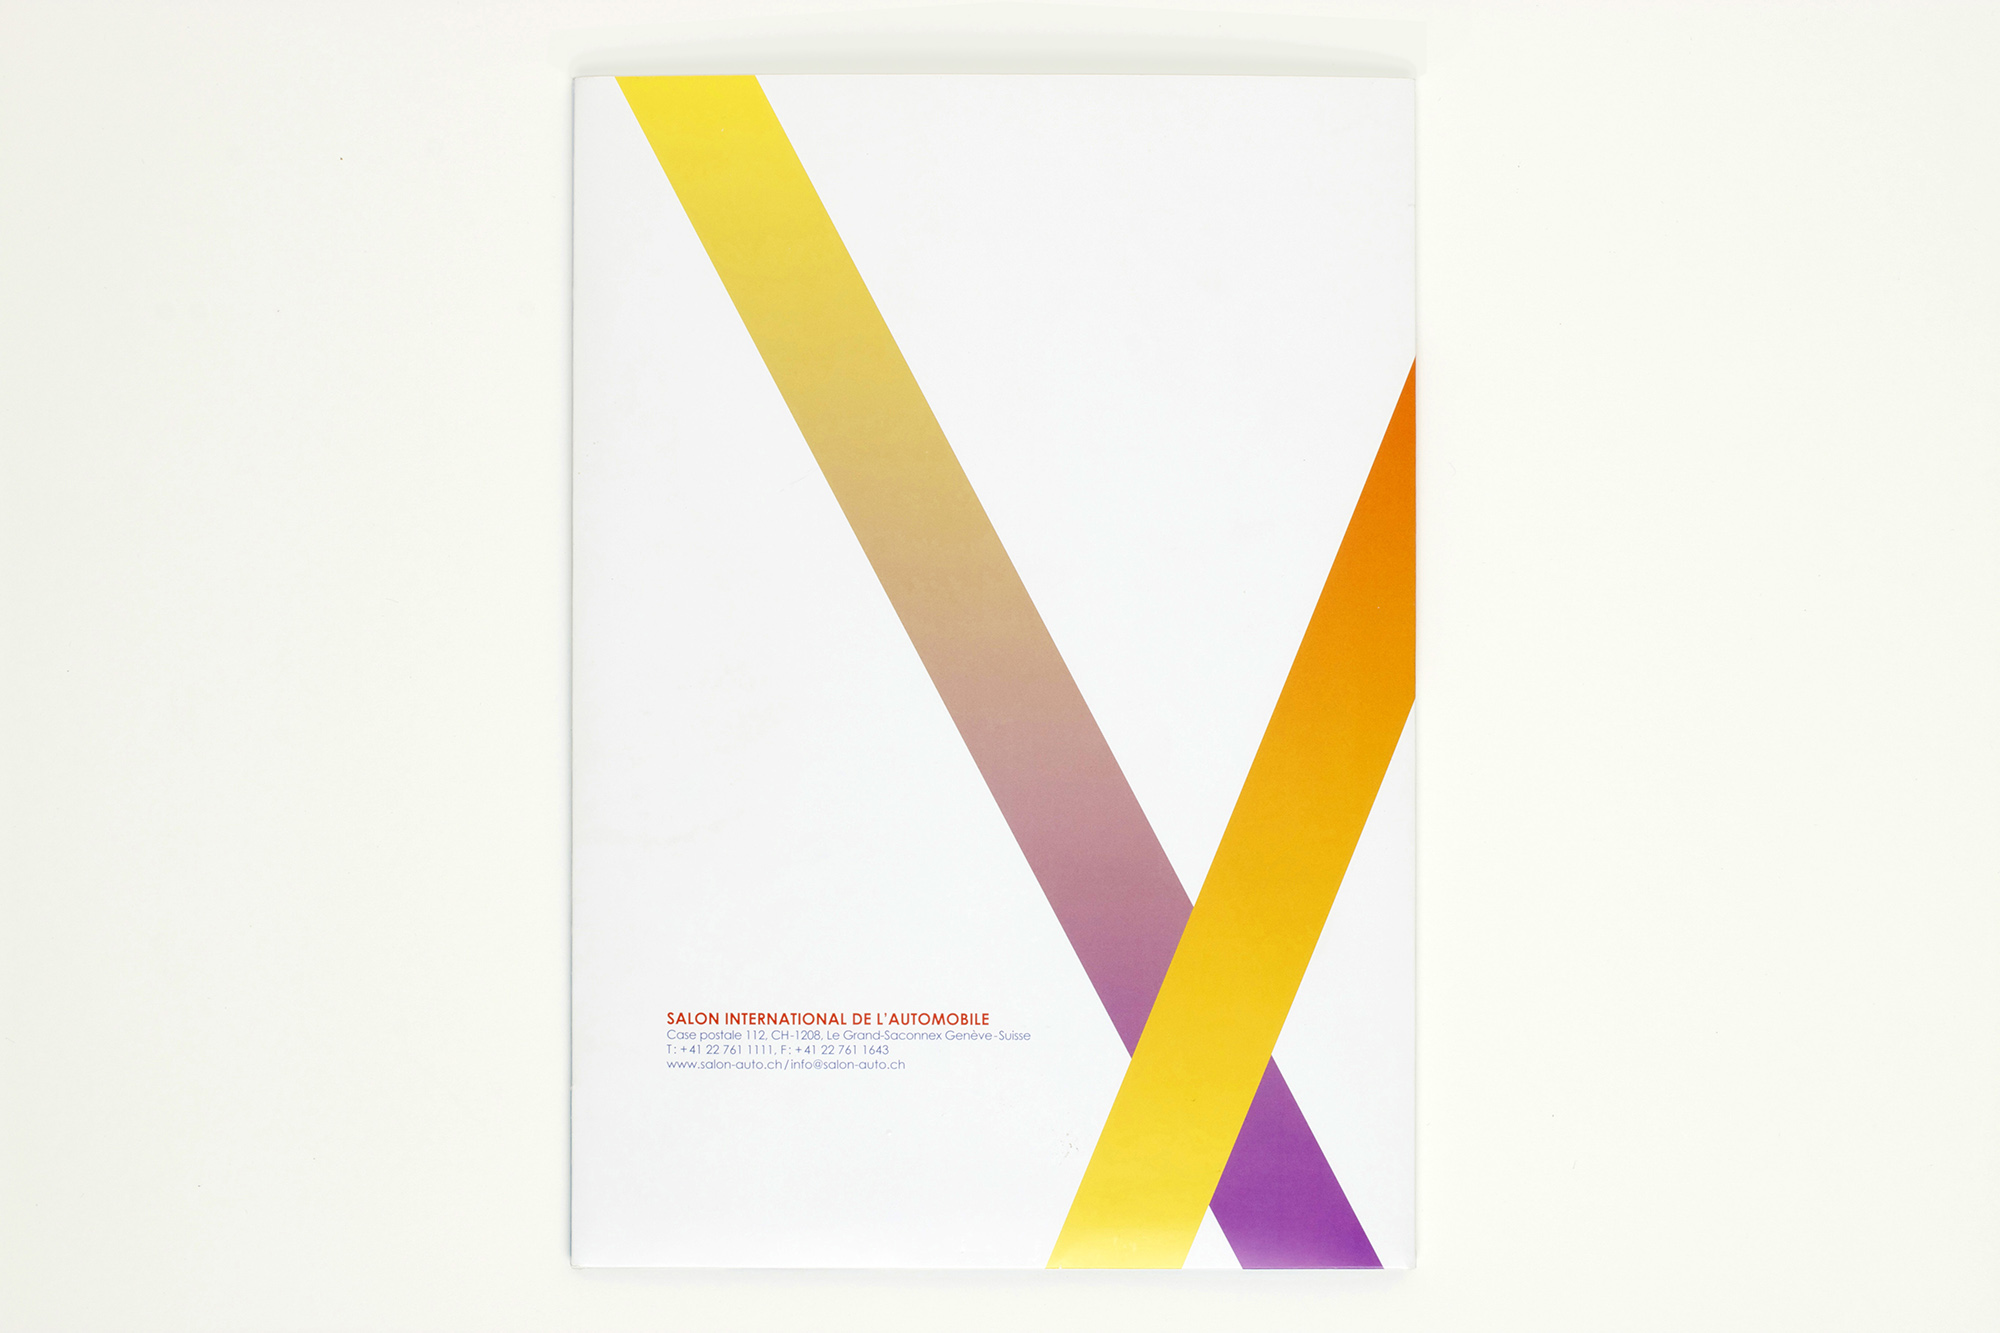 SALON INTERNATIONAL DE L'AUTOMOBILE
Case postale 112, CH-1208, Le Grand-Saconnex Genève-Suisse
T: +41 22 761 1111, F: +41 22 761 1643
www.salon-auto.ch/info@salon-auto.ch